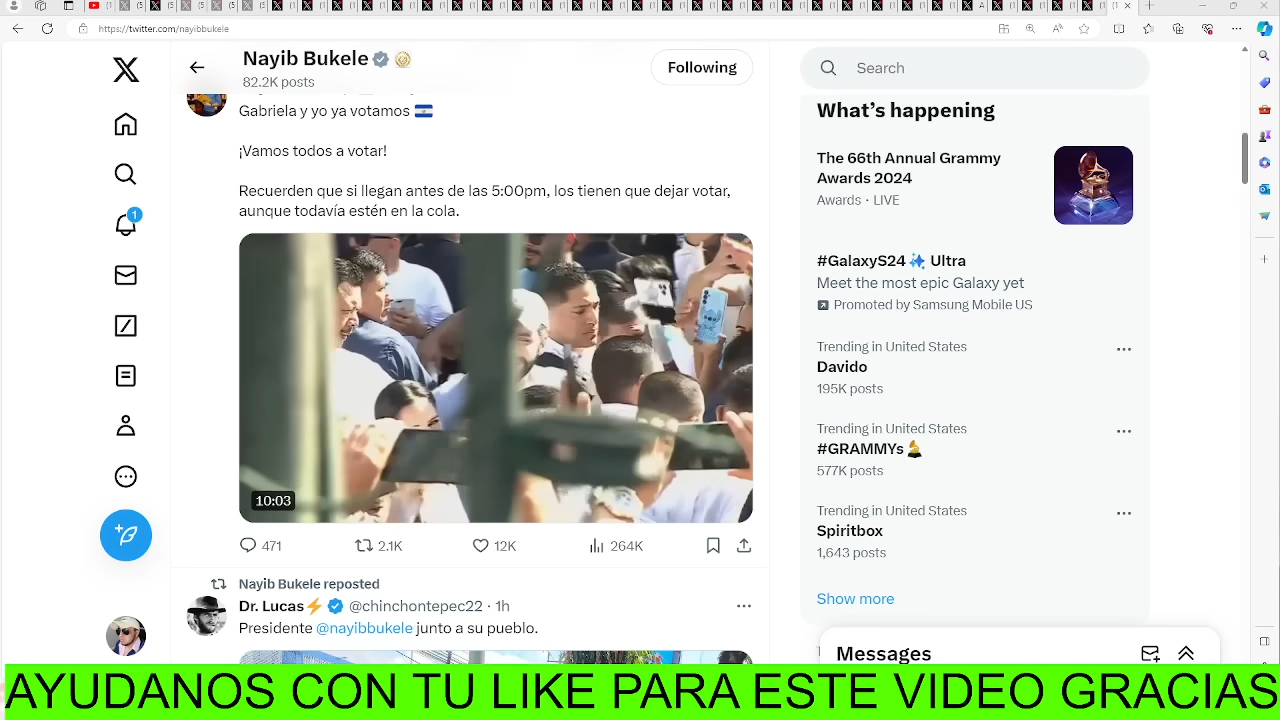 https://twitter.com/nayibbukele
Nayib Bukele
82.2K posts
Following
Gabriela y yo ya votamos
¡Vamos todos a votar!
Recuerden que si llegan antes de las 5:00pm, los tienen que dejar votar,
aunque todavía estén en la cola.
10:03
471
2.1K
12K
264K
Nayib Bukele reposted
Dr. Lucas⚡ @chinchontepec22 · 1h
Presidente @nayibbukele junto a su pueblo.
1
Search
What's happening
The 66th Annual Grammy
Awards 2024
Awards · LIVE
#GalaxyS24 Ultra
Meet the most epic Galaxy yet
Promoted by Samsung Mobile US
Trending in United States
Davido
195K posts
Trending in United States
#GRAMMYs
577K posts
Trending in United States
Spiritbox
1,643 posts
Show more
Messages
AYUDANOS CON TU LIKE PARA ESTE VIDEO GRACIAS